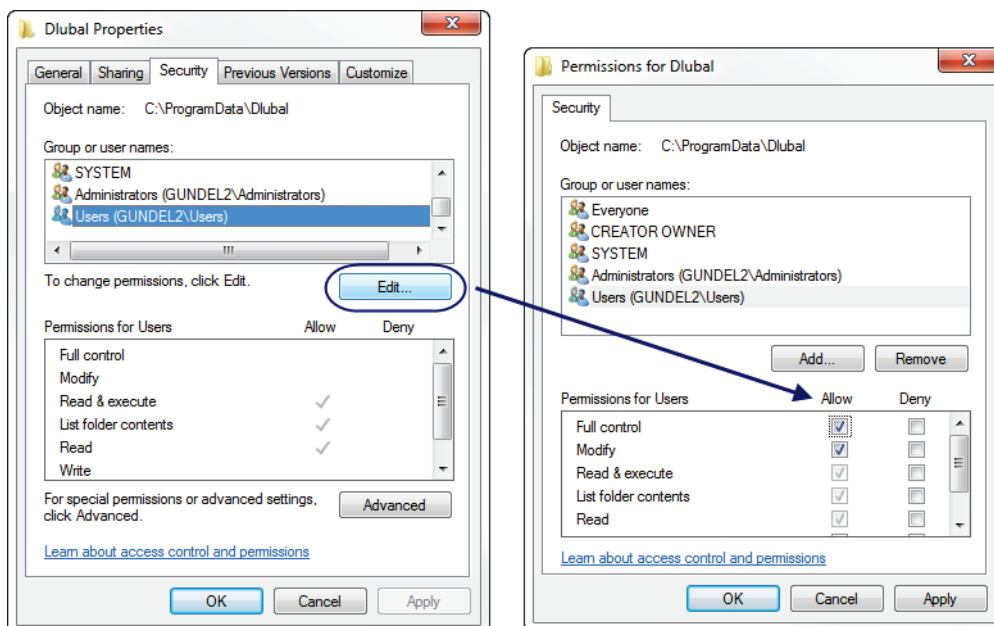 Dlubal Properties
General Sharing Security Previous Versions Customize
Object name: C:\ProgramData\Dlubal
Group or user names:
SYSTEM
Administrators (GUNDEL2\Administrators)
Users (GUNDEL2\Users)
To change permissions, click Edit.
Edit...
Permissions for Users Allow Deny
Full control
Modify
Read & execute
List folder contents
Read
Write
For special permissions or advanced settings,
click Advanced.
Advanced
Learn about access control and permissions
OK Cancel Apply
Permissions for Dlubal
Security
Object name: C:\ProgramData\Dlubal
Group or user names:
Everyone
CREATOR OWNER
SYSTEM
Administrators (GUNDEL2\Administrators)
Users (GUNDEL2\Users)
Add... Remove
Permissions for Users Allow Deny
Full control
Modify
Read & execute
List folder contents
Read
Learn about access control and permissions
OK Cancel Apply